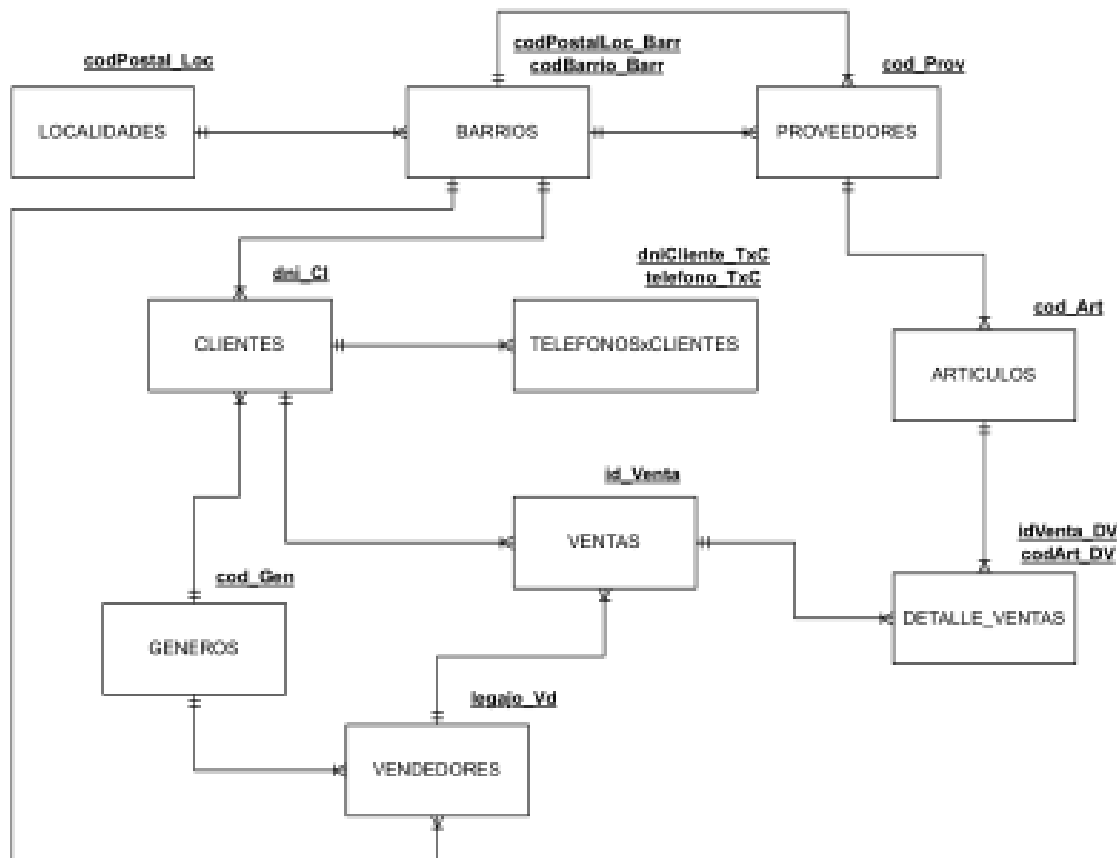 codPostalLoc_Barr
codPostal_Loc
codBarrio_Barr
cod_Prov
LOCALIDADES
BARRIOS
PROVEEDORES
dniCliente_TxC
dni_Cl
telefono_TxC
cod_Art
CLIENTES
TELEFONOSxCLIENTES
ARTICULOS
id_Venta
idVenta_DV
VENTAS
codArt_DV
cod_Gen
DETALLE_VENTAS
GENEROS
legajo_Vd
VENDEDORES